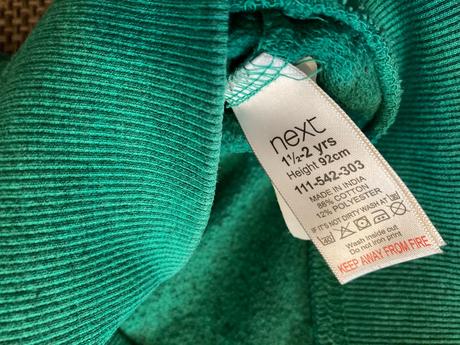 next
1½-2 yrs
Height 92cm
111-542-303
MADE IN INDIA
88% COTTON
12% POLYESTER
IF IT'S NOT DIRTY WASH AT
Wash Inside out
Do not iron print
KEEP AWAY FROM FIRE